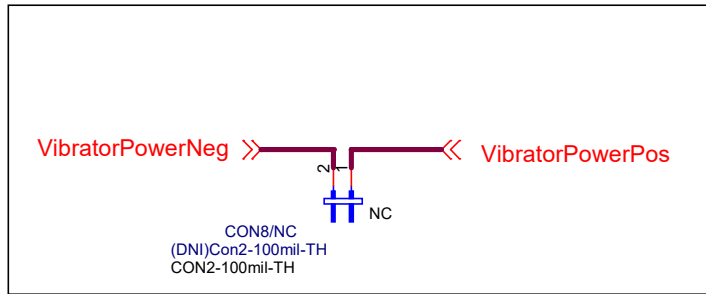 VibratorPowerNeg
VibratorPowerPos
2
1
NC
CON8/NC
(DNI)Con2-100mil-TH
CON2-100mil-TH